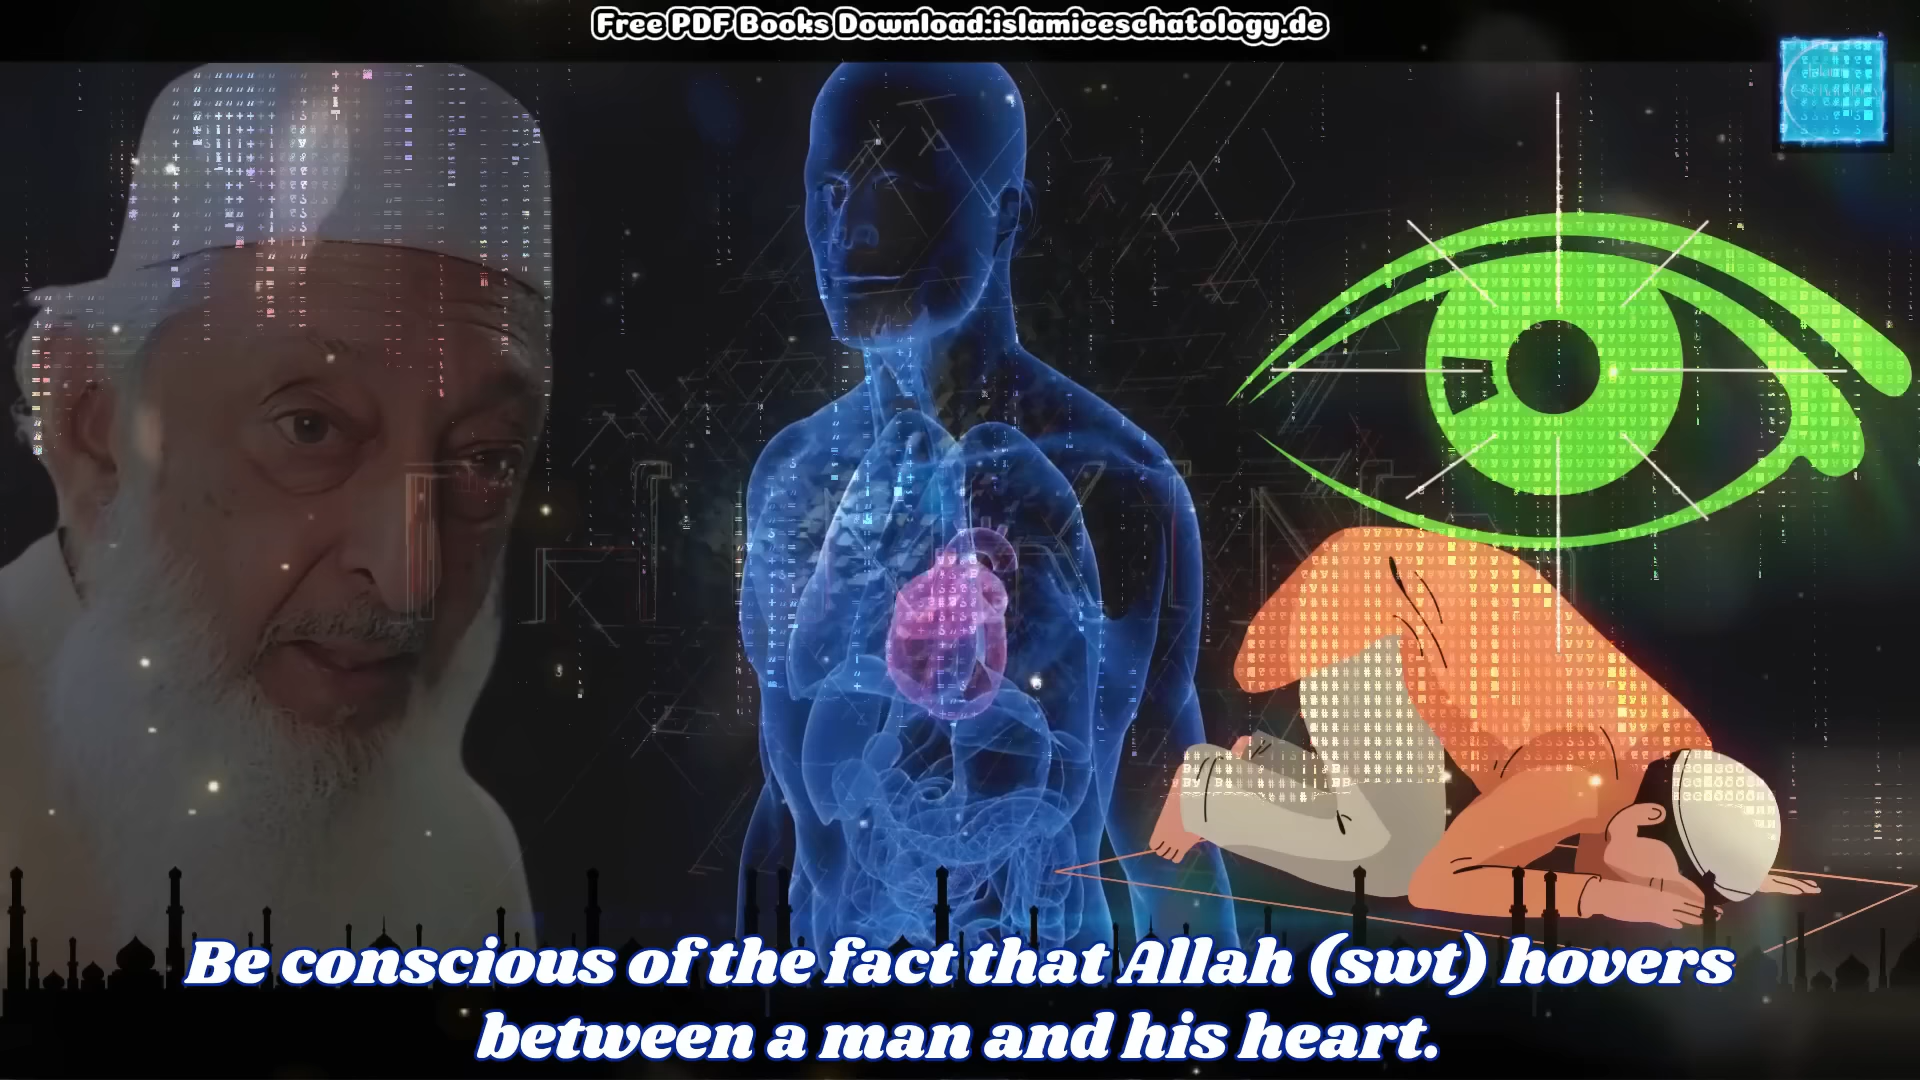 Free PDF Books Download:islamiceschatology.de
Be conscious of the fact that Allah (swt) hovers
between a man and his heart.